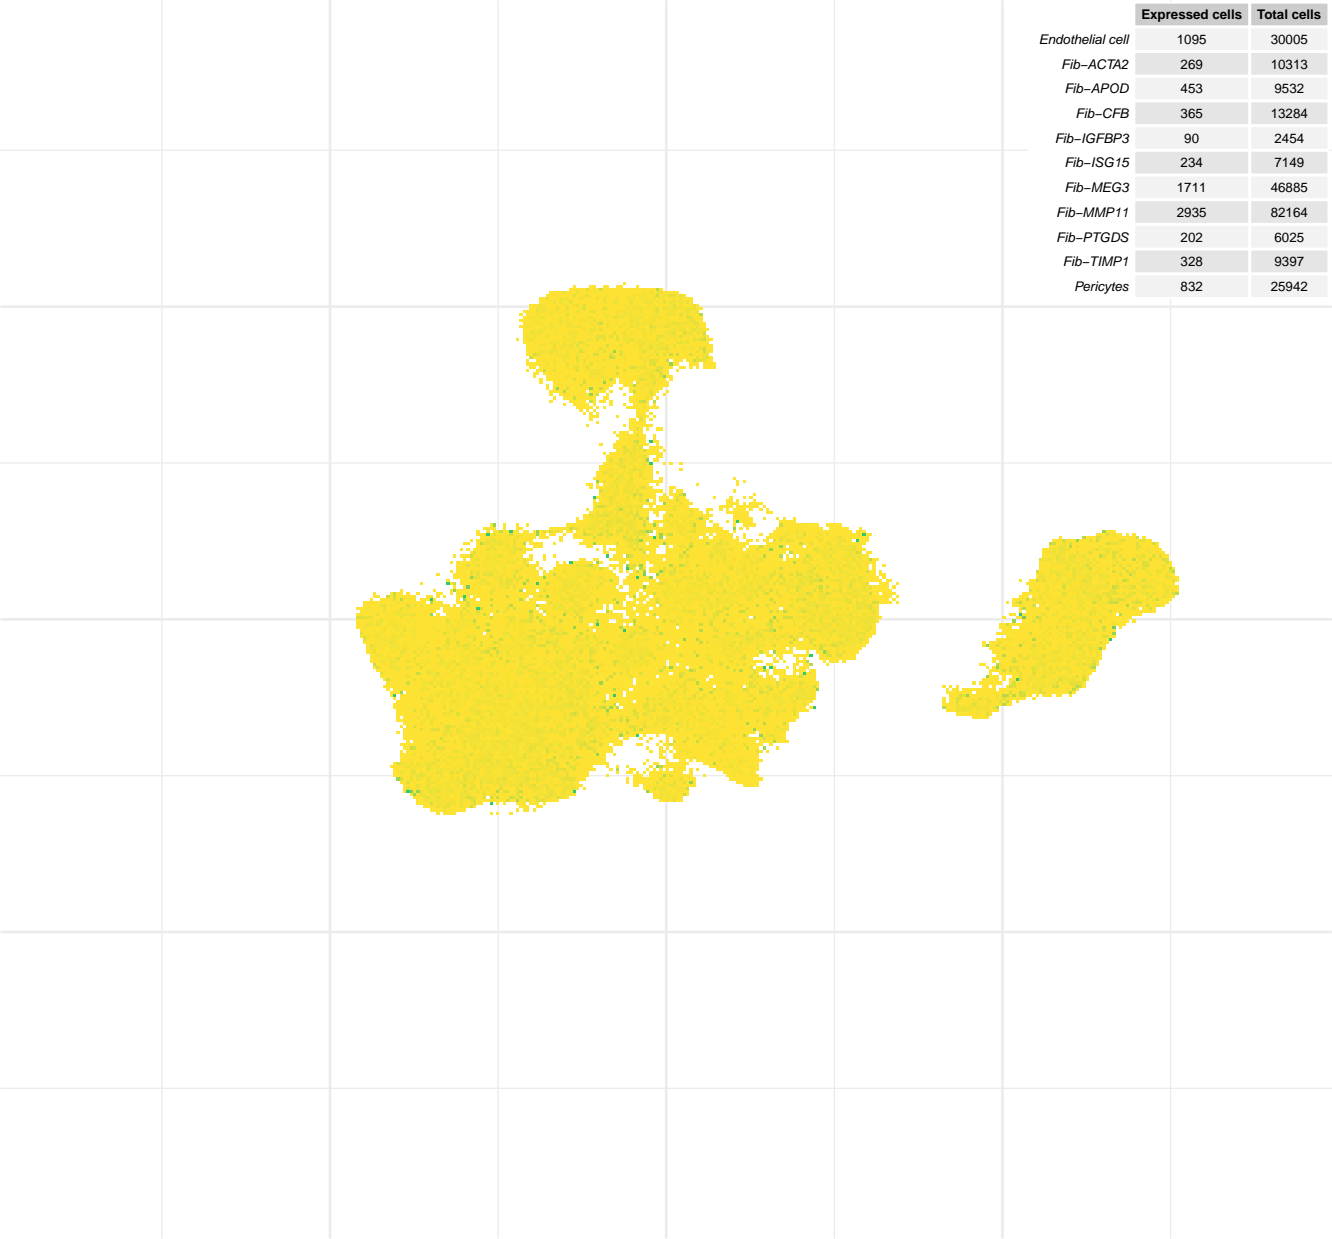 Expressed cells Total cells
Endothelial cell 1095 30005
Fib−ACTA2 269 10313
Fib−APOD 453 9532
Fib−CFB 365 13284
Fib−IGFBP3 90 2454
Fib−ISG15 234 7149
Fib−MEG3 1711 46885
Fib−MMP11 2935 82164
Fib−PTGDS 202 6025
Fib−TIMP1 328 9397
Pericytes 832 25942